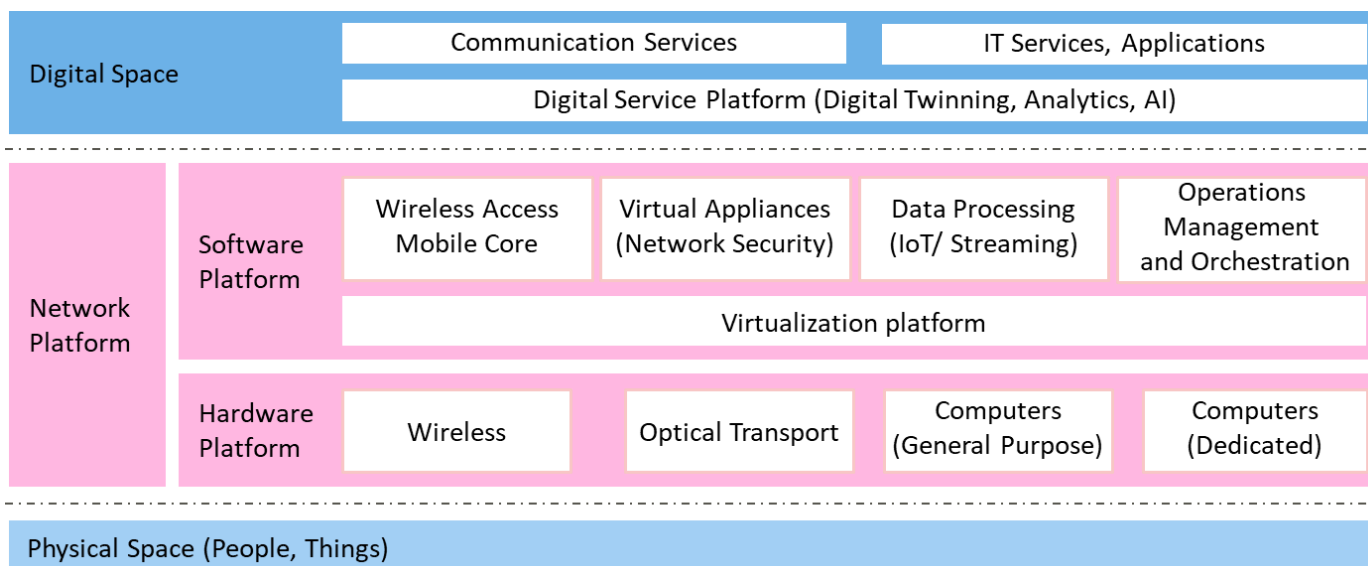 Digital Space
Communication Services
IT Services, Applications
Digital Service Platform (Digital Twinning, Analytics, AI)
Network
Platform
Software
Platform
Wireless Access
Mobile Core
Virtual Appliances
(Network Security)
Data Processing
(IoT/ Streaming)
Operations
Management
and Orchestration
Virtualization platform
Hardware
Platform
Wireless
Optical Transport
Computers
(General Purpose)
Computers
(Dedicated)
Physical Space (People, Things)